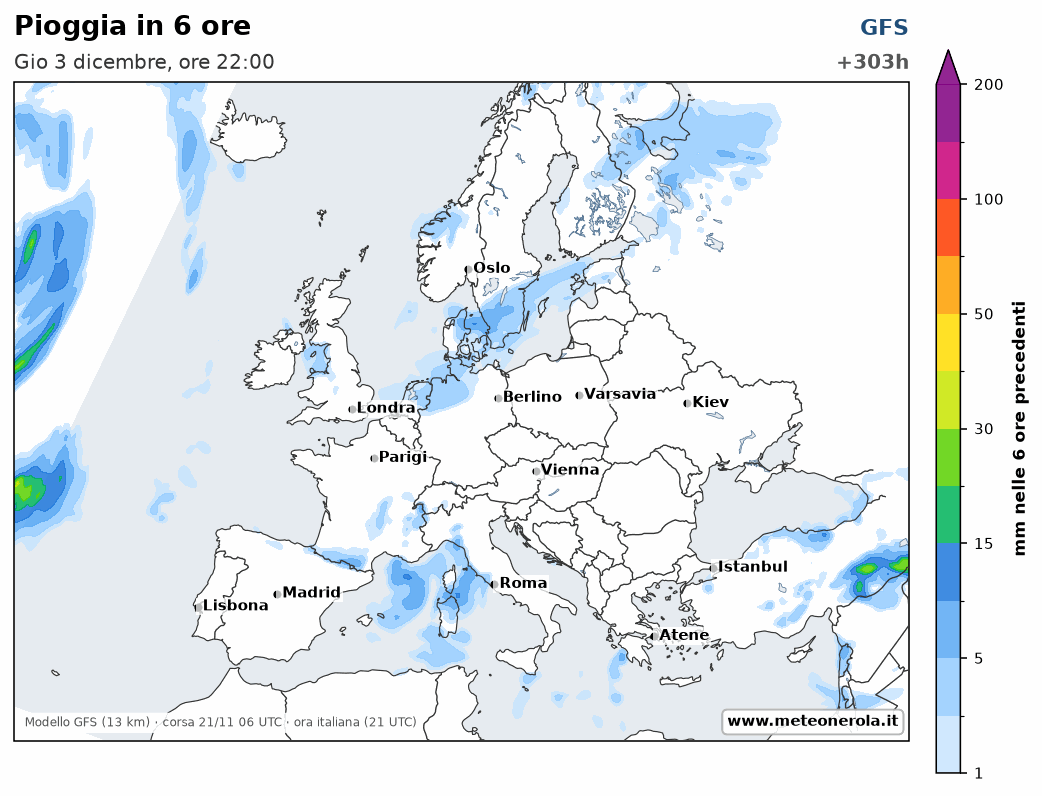 Pioggia in 6 ore
GFS
Gio 3 dicembre, ore 22:00
+303h
200
100
50
30
15
5
1
mm nelle 6 ore precedenti
Oslo
Berlino
Varsavia
Kiev
Londra
Parigi
Vienna
Istanbul
Roma
Madrid
Lisbona
Atene
Modello GFS (13 km) · corsa 21/11 06 UTC · ora italiana (21 UTC)
www.meteonerola.it